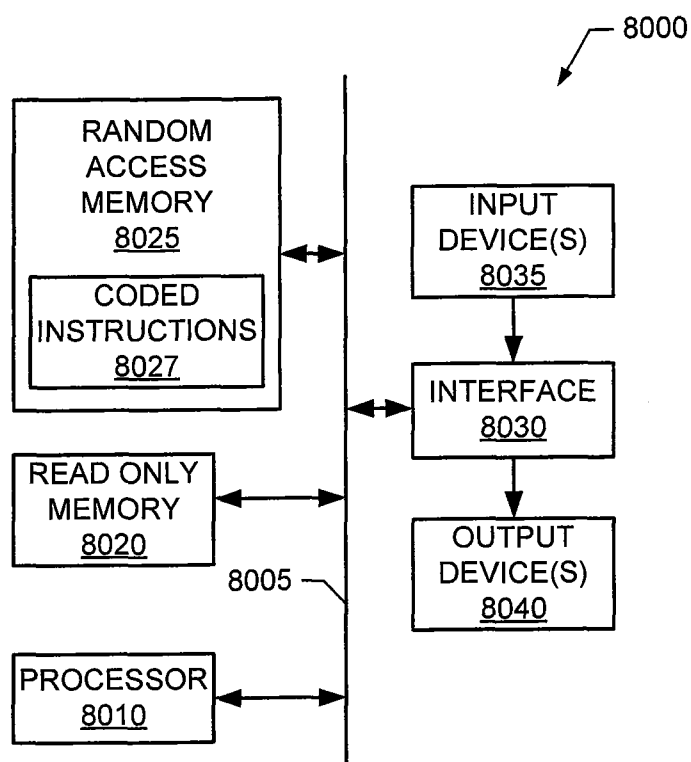 8000
RANDOM
ACCESS
MEMORY
8025
CODED
INSTRUCTIONS
8027
READ ONLY
MEMORY
8020
PROCESSOR
8010
8005
INPUT
DEVICE(S)
8035
INTERFACE
8030
OUTPUT
DEVICE(S)
8040